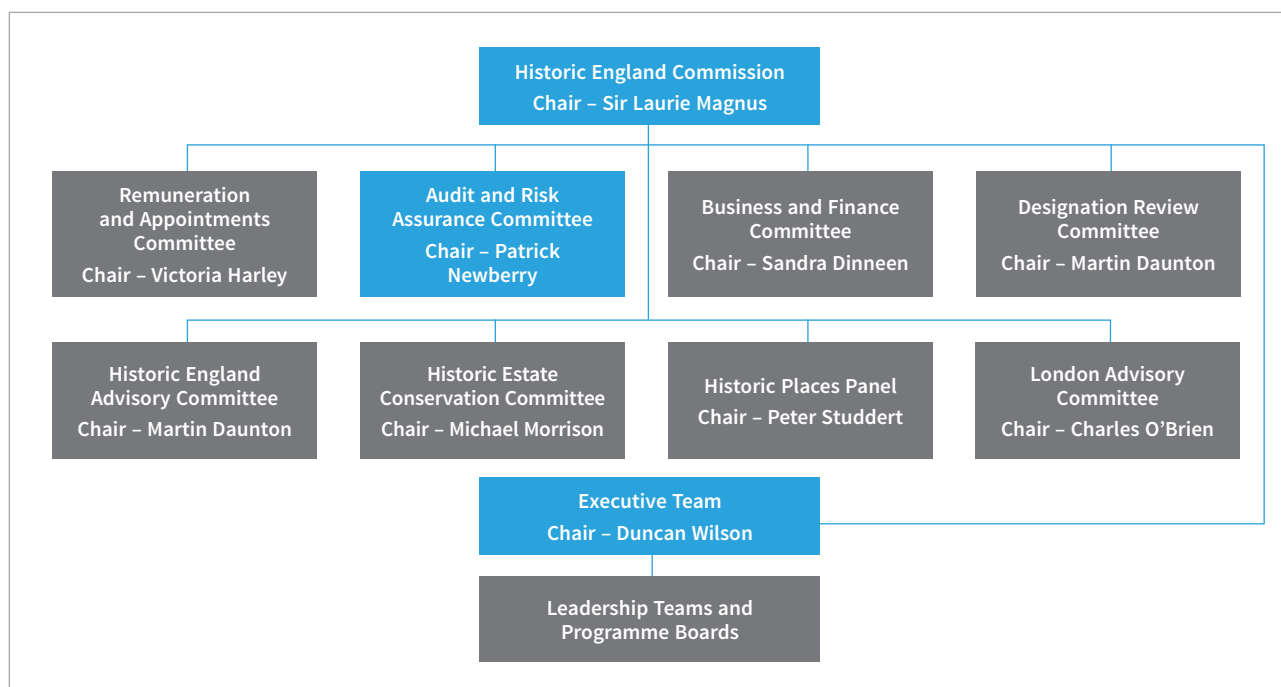 Historic England Commission
Chair – Sir Laurie Magnus
Remuneration
and Appointments
Committee
Chair – Victoria Harley
Audit and Risk
Assurance Committee
Chair – Patrick
Newberry
Business and Finance
Committee
Chair – Sandra Dinneen
Designation Review
Committee
Chair – Martin Daunton
Historic England
Advisory Committee
Chair – Martin Daunton
Historic Estate
Conservation Committee
Chair – Michael Morrison
Historic Places Panel
Chair – Peter Studdert
London Advisory
Committee
Chair – Charles O’Brien
Executive Team
Chair – Duncan Wilson
Leadership Teams and
Programme Boards